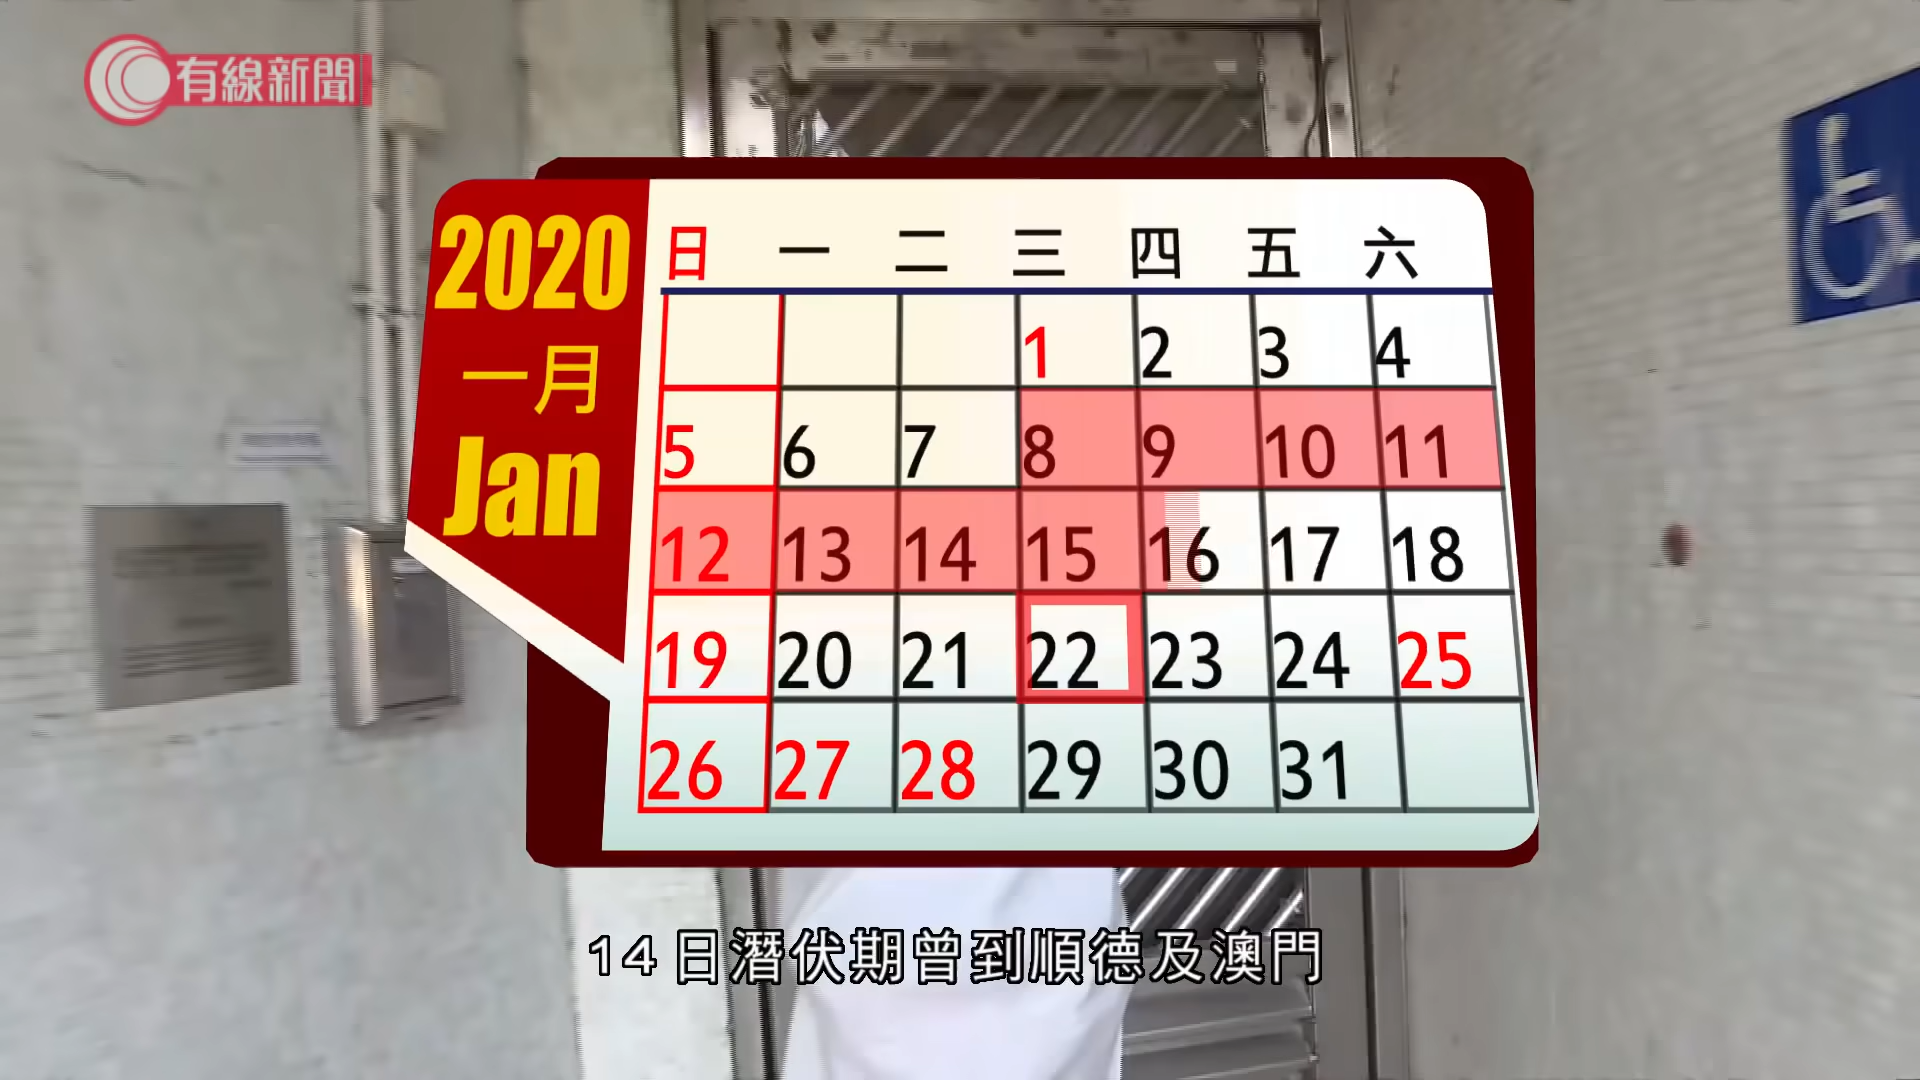 有線新聞
2020
一月
Jan
日 一 二 三 四 五 六
1 2 3 4
5 6 7 8 9 10 11
12 13 14 15 16 17 18
19 20 21 22 23 24 25
26 27 28 29 30 31
14日潛伏期曾到順德及澳門